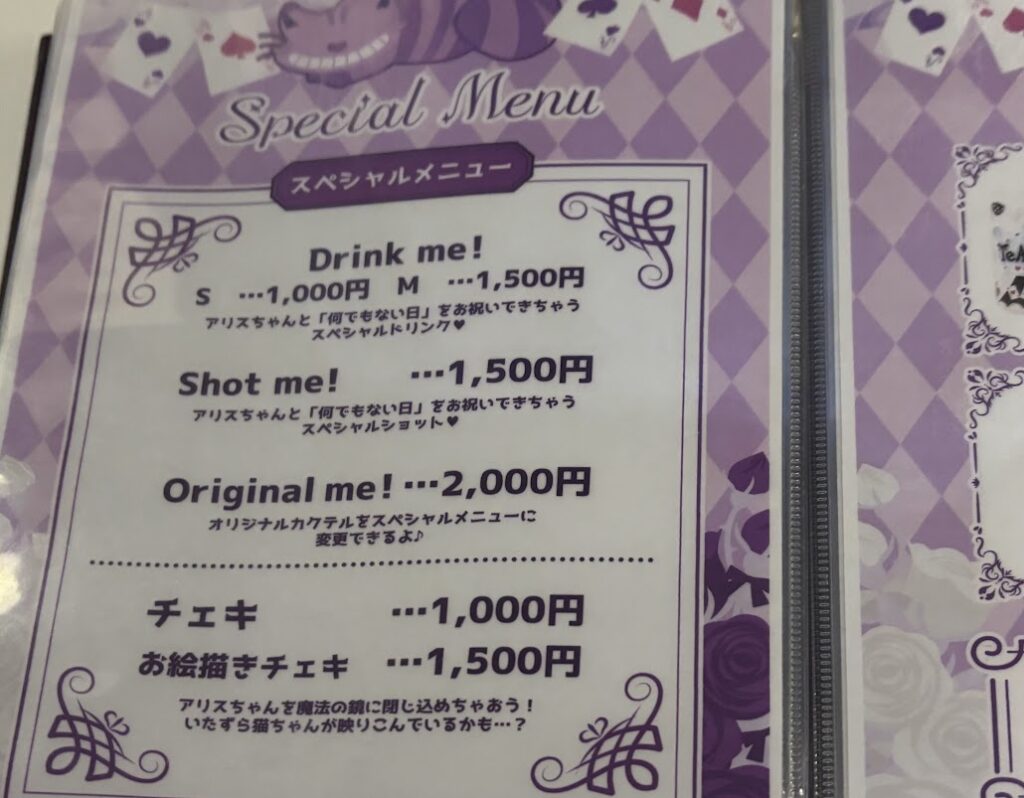 Special Menu
スペシャルメニュー
Drink me!
S …1,000円 M …1,500円
アリスちゃんと「何でもない日」をお祝いできちゃう
スペシャルドリンク♥
Shot me! …1,500円
アリスちゃんと「何でもない日」をお祝いできちゃう
スペシャルショット♥
Original me! …2,000円
オリジナルカクテルをスペシャルメニューに
変更できるよ♪
チェキ …1,000円
お絵描きチェキ …1,500円
アリスちゃんを魔法の鏡に閉じ込めちゃおう！
いたずら猫ちゃんが映りこんでいるかも…？